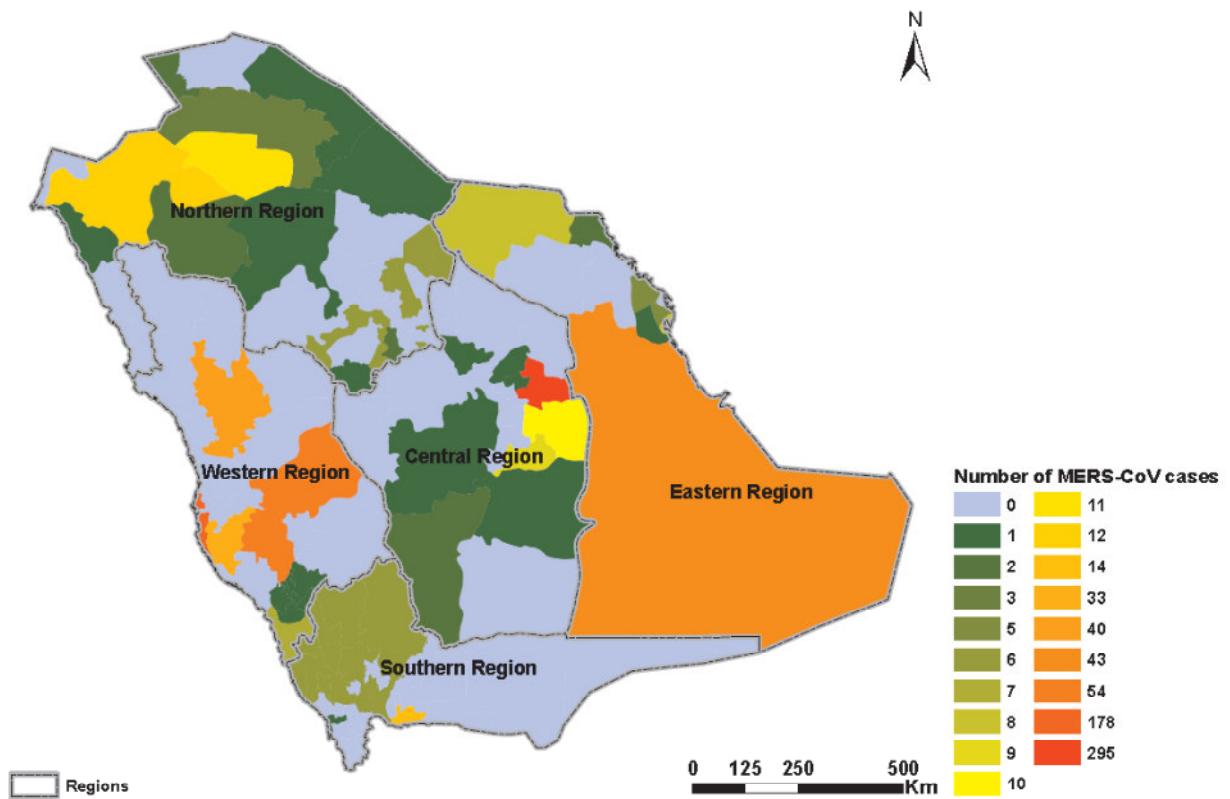 N
Northern Region
Western Region
Central Region
Eastern Region
Southern Region
Number of MERS-CoV cases
0
1
2
3
5
6
7
8
9
10
11
12
14
33
40
43
54
178
295
Regions
0 125 250 500
Km